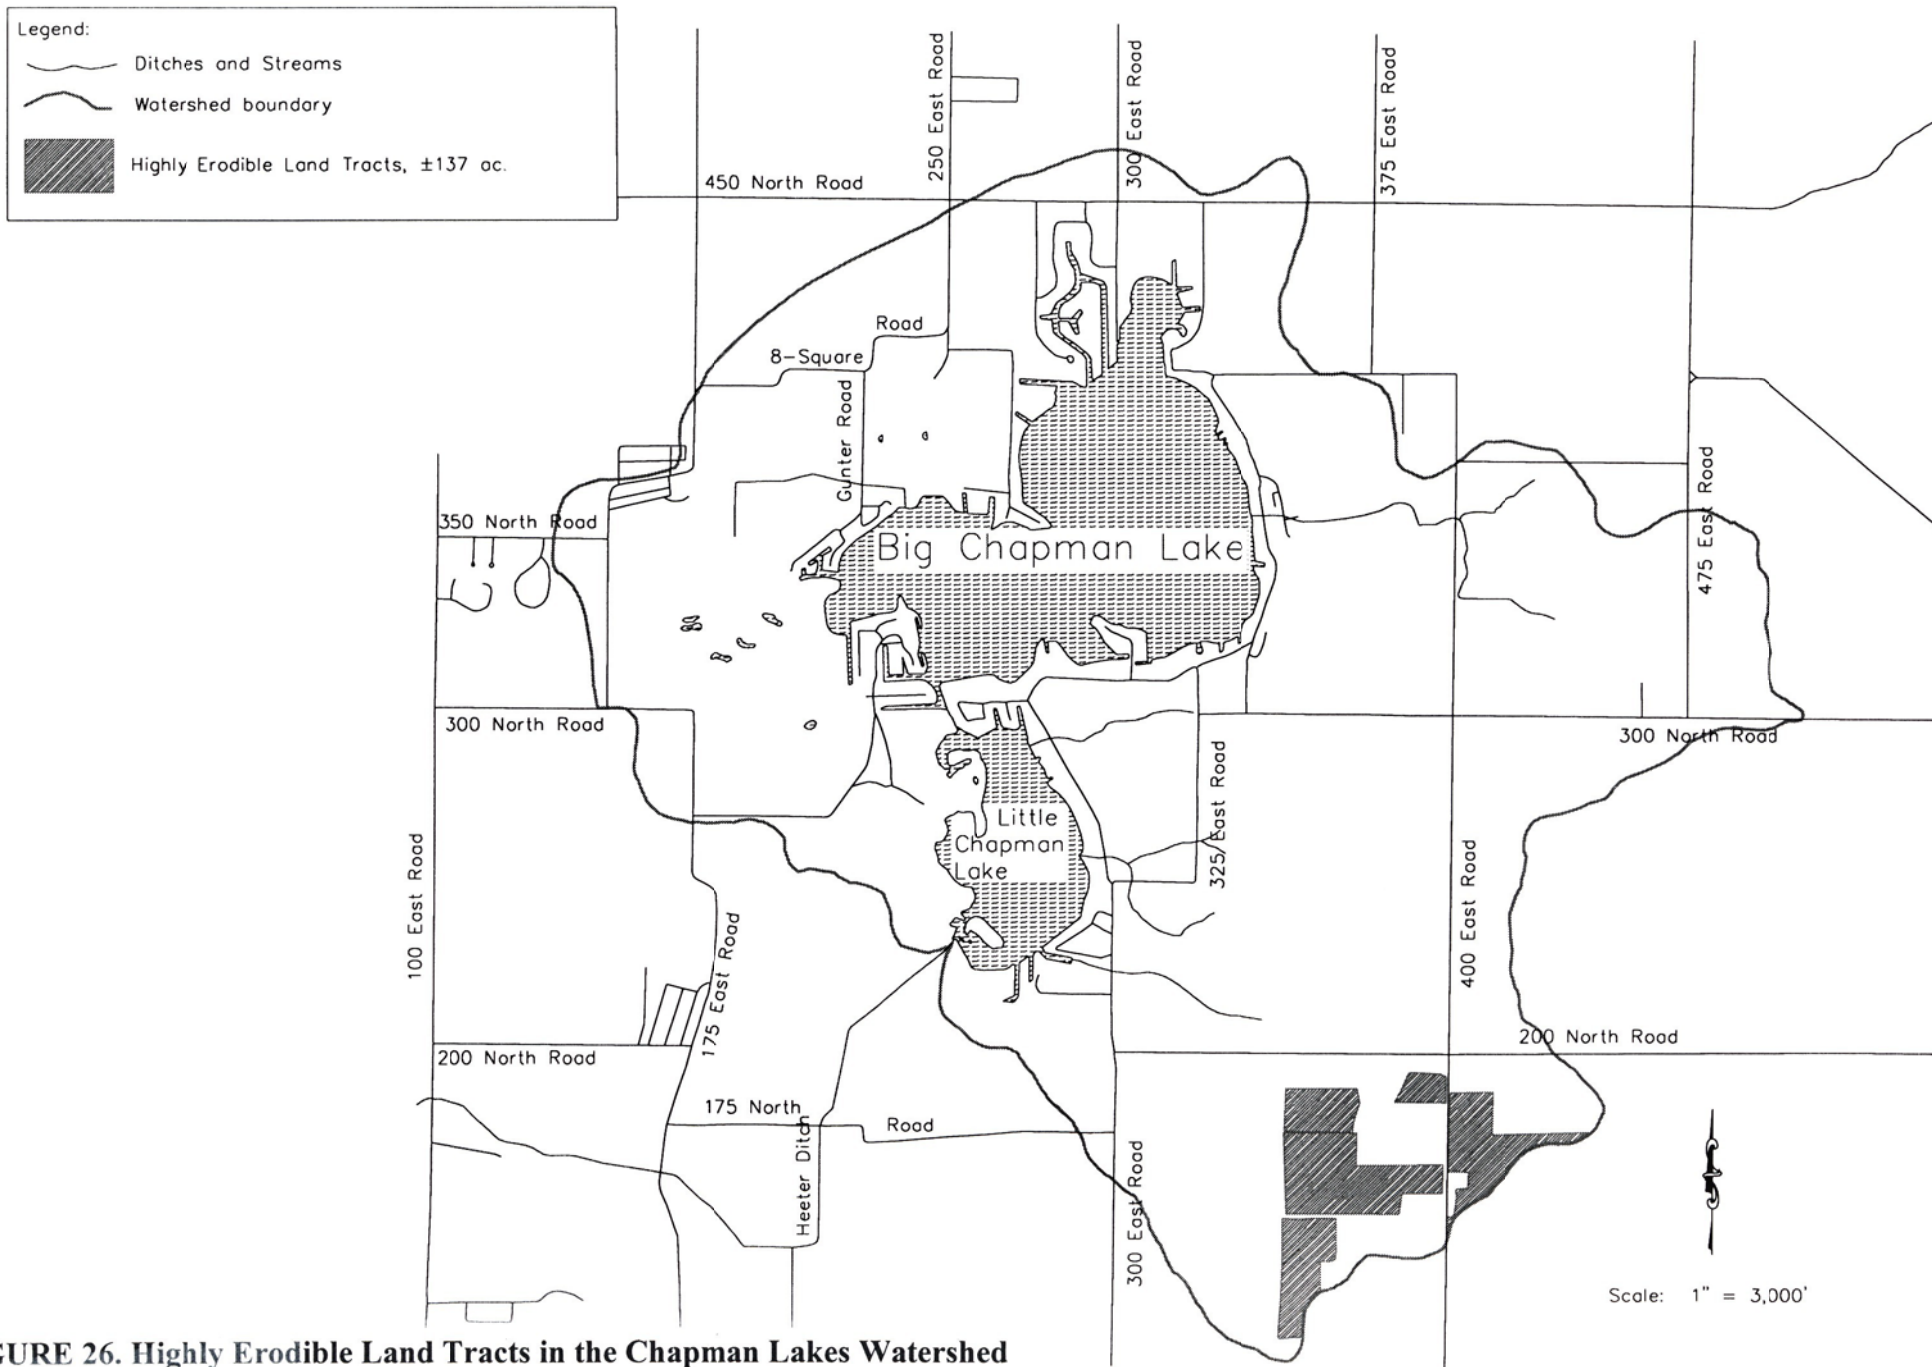 Legend:
Ditches and Streams
Watershed boundary
Highly Erodible Land Tracts, ±137 ac.
250 East Road
300 East Road
375 East Road
450 North Road
Road
8-Square
Gunter Road
350 North Road
475 East Road
Big Chapman Lake
300 North Road
300 North Road
325 East Road
Little
Chapman
Lake
100 East Road
175 East Road
400 East Road
200 North Road
200 North Road
175 North
Road
Heeter Ditch
300 East Road
Scale: 1" = 3,000'
GURE 26. Highly Erodible Land Tracts in the Chapman Lakes Watershed